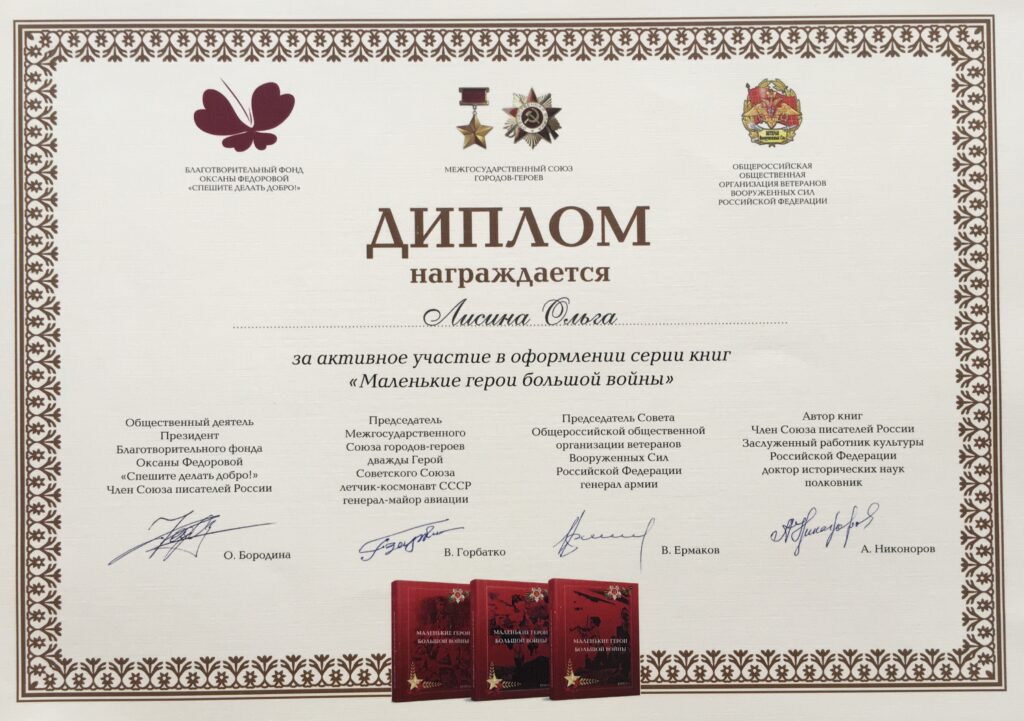 БЛАГОТВОРИТЕЛЬНЫЙ ФОНД
ОКСАНЫ ФЕДОРОВОЙ
«СПЕШИТЕ ДЕЛАТЬ ДОБРО!»
МЕЖГОСУДАРСТВЕННЫЙ СОЮЗ
ГОРОДОВ-ГЕРОЕВ
ОБЩЕРОССИЙСКАЯ
ОБЩЕСТВЕННАЯ
ОРГАНИЗАЦИЯ ВЕТЕРАНОВ
ВООРУЖЕННЫХ СИЛ
РОССИЙСКОЙ ФЕДЕРАЦИИ
ДИПЛОМ
награждается
Лисина Ольга
за активное участие в оформлении серии книг
«Маленькие герои большой войны»
Общественный деятель
Президент
Благотворительного фонда
Оксаны Федоровой
«Спешите делать добро!»
Член Союза писателей России
О. Бородина
Председатель
Межгосударственного
Союза городов-героев
дважды Герой
Советского Союза
летчик-космонавт СССР
генерал-майор авиации
В. Горбатко
Председатель Совета
Общероссийской общественной
организации ветеранов
Вооруженных Сил
Российской Федерации
генерал армии
В. Ермаков
Автор книг
Член Союза писателей России
Заслуженный работник культуры
Российской Федерации
доктор исторических наук
полковник
А. Никоноров
МАЛЕНЬКИЕ ГЕРОИ
БОЛЬШОЙ ВОЙНЫ
МАЛЕНЬКИЕ ГЕРОИ
БОЛЬШОЙ ВОЙНЫ
МАЛЕНЬКИЕ ГЕРОИ
БОЛЬШОЙ ВОЙНЫ